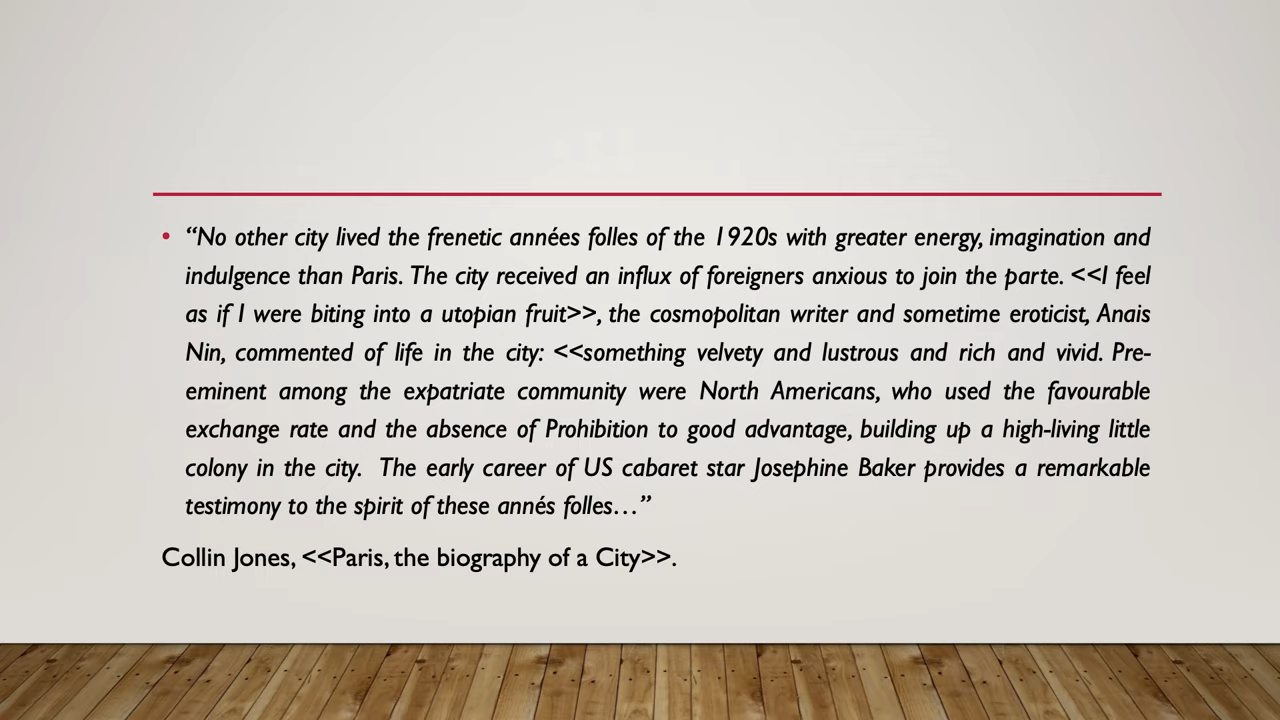 • “No other city lived the frenetic années folles of the 1920s with greater energy, imagination and
indulgence than Paris. The city received an influx of foreigners anxious to join the parte. <<I feel
as if I were biting into a utopian fruit>>, the cosmopolitan writer and sometime eroticist, Anais
Nin, commented of life in the city: <<something velvety and lustrous and rich and vivid. Pre-
eminent among the expatriate community were North Americans, who used the favourable
exchange rate and the absence of Prohibition to good advantage, building up a high-living little
colony in the city.  The early career of US cabaret star Josephine Baker provides a remarkable
testimony to the spirit of these annés folles…”
Collin Jones, <<Paris, the biography of a City>>.